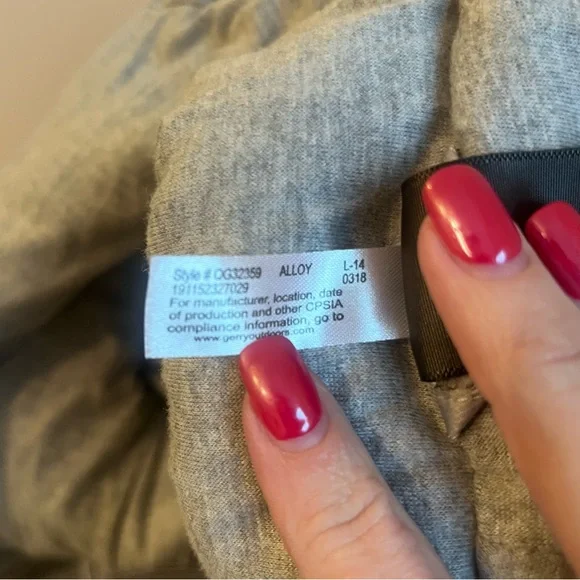 Style # OG32359 ALLOY L-14
191152327029 0318
For manufacturer, location, date
of production and other CPSIA
compliance information, go to
www.gerryoutdoors.com